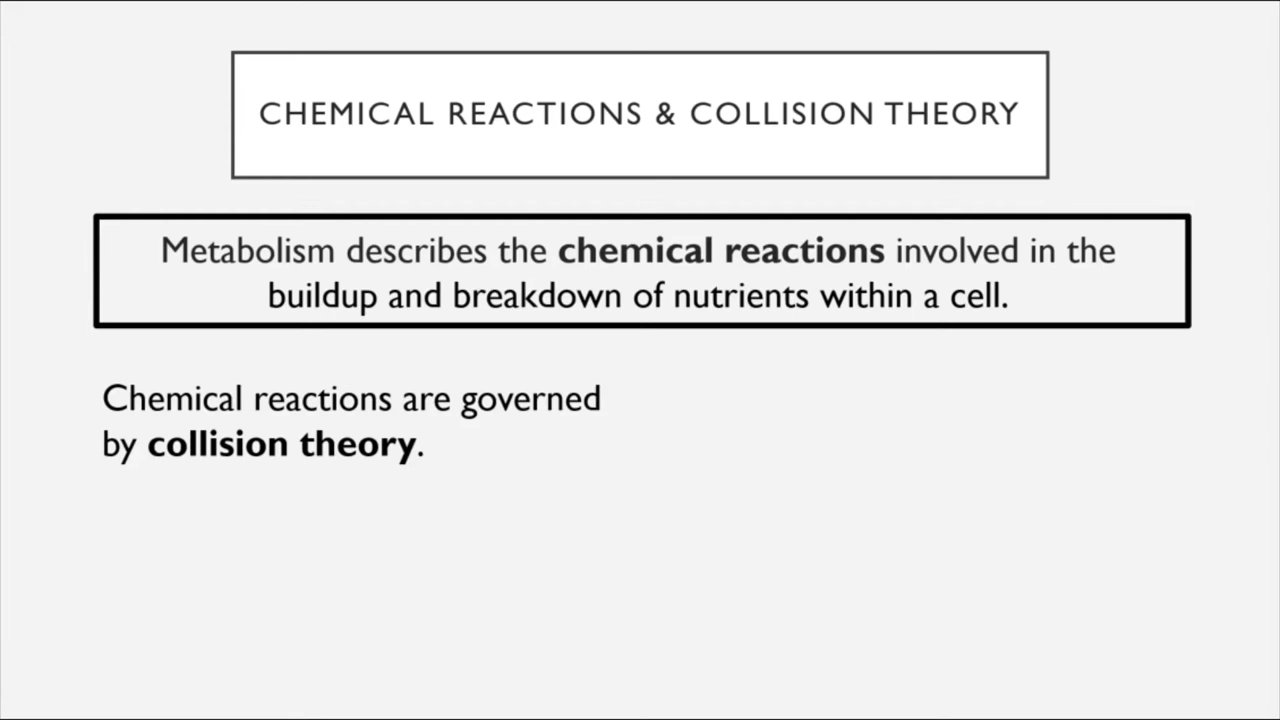 CHEMICAL REACTIONS & COLLISION THEORY
Metabolism describes the chemical reactions involved in the
buildup and breakdown of nutrients within a cell.
Chemical reactions are governed
by collision theory.